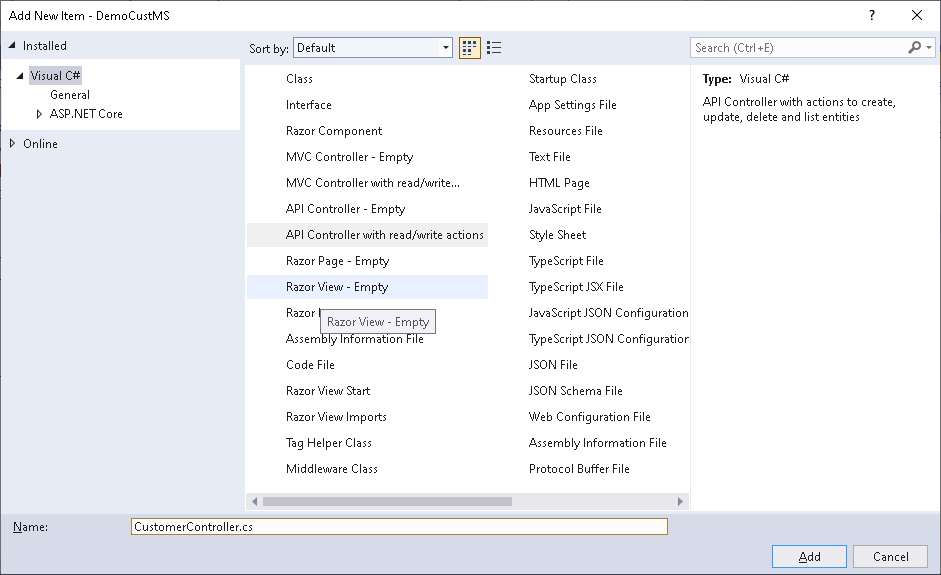 Add New Item - DemoCustMS
?
Installed
Visual C#
General
ASP.NET Core
Online
Sort by: Default
Search (Ctrl+E)
Class
Interface
Razor Component
MVC Controller - Empty
MVC Controller with read/write...
API Controller - Empty
API Controller with read/write actions
Razor Page - Empty
Razor View - Empty
Razor
Razor View - Empty
Assembly Information File
Code File
Razor View Start
Razor View Imports
Tag Helper Class
Middleware Class
Startup Class
App Settings File
Resources File
Text File
HTML Page
JavaScript File
Style Sheet
TypeScript File
TypeScript JSX File
JavaScript JSON Configuration
TypeScript JSON Configuration
JSON File
JSON Schema File
Web Configuration File
Assembly Information File
Protocol Buffer File
Type: Visual C#
API Controller with actions to create,
update, delete and list entities
Name: CustomerController.cs
Add
Cancel